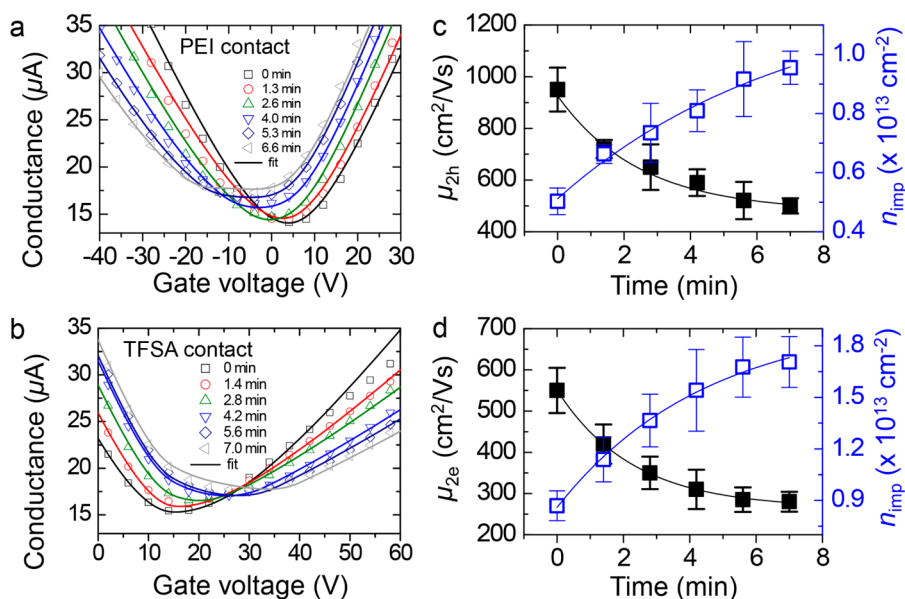 a
PEI contact
0 min
1.3 min
2.6 min
4.0 min
5.3 min
6.6 min
fit
Conductance (μA)
35
30
25
20
15
-40 -30 -20 -10 0 10 20 30
Gate voltage (V)
b
TFSA contact
0 min
1.4 min
2.8 min
4.2 min
5.6 min
7.0 min
fit
Conductance (μA)
35
30
25
20
15
0 10 20 30 40 50 60
Gate voltage (V)
c
μ2h (cm²/Vs)
1200
1000
800
600
400
0 2 4 6 8
Time (min)
1.0
0.8
0.6
0.4
nimp (x 10¹³ cm⁻²)
d
μ2e (cm²/Vs)
700
600
500
400
300
200
0 2 4 6 8
Time (min)
1.8
1.5
1.2
0.9
nimp (x 10¹³ cm⁻²)